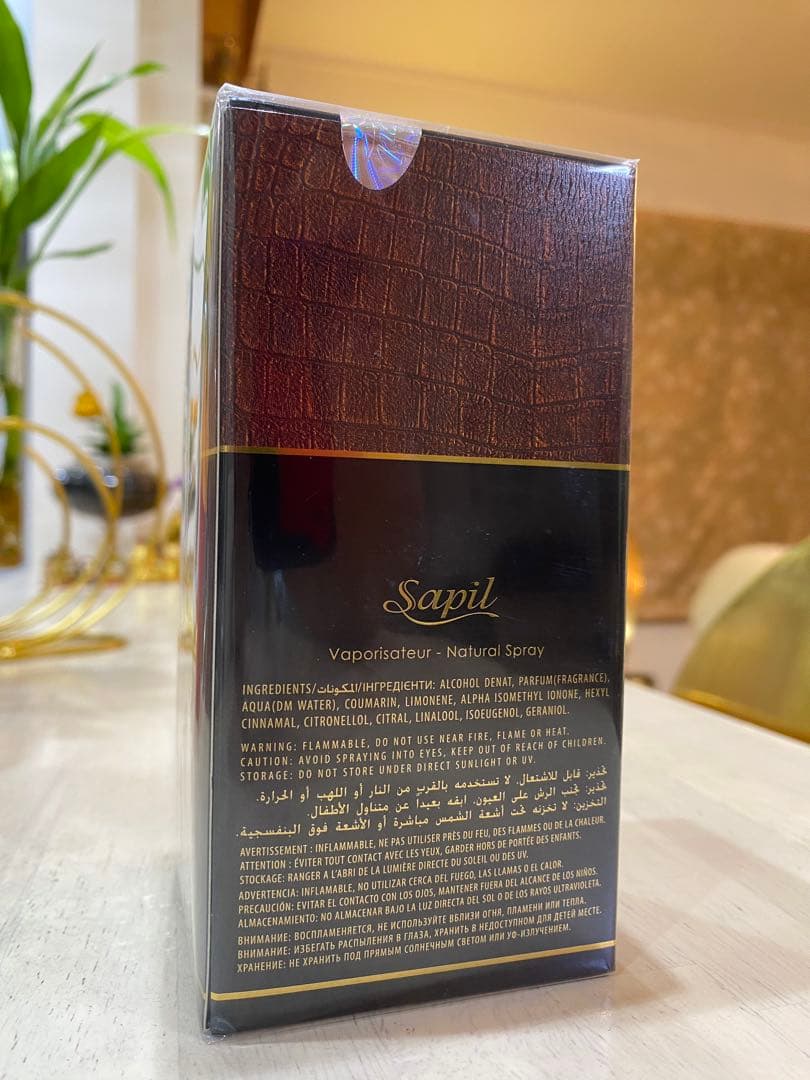 Sapil
Vaporisateur - Natural Spray
INGREDIENTS/المكونات/ІНГРЕДІЄНТИ: ALCOHOL DENAT, PARFUM(FRAGRANCE),
AQUA(DM WATER), COUMARIN, LIMONENE, ALPHA ISOMETHYL IONONE, HEXYL
CINNAMAL, CITRONELLOL, CITRAL, LINALOOL, ISOEUGENOL, GERANIOL.
WARNING: FLAMMABLE, DO NOT USE NEAR FIRE, FLAME OR HEAT.
CAUTION: AVOID SPRAYING INTO EYES, KEEP OUT OF REACH OF CHILDREN.
STORAGE: DO NOT STORE UNDER DIRECT SUNLIGHT OR UV.
تحذير: قابل للاشتعال. لا تستخدمه بالقرب من النار أو اللهب أو الحرارة.
تحذير: تجنب الرش على العيون. ابقه بعيداً عن متناول الأطفال.
التخزين: لا تخزنه تحت أشعة الشمس مباشرة أو الأشعة فوق البنفسجية.
AVERTISSEMENT : INFLAMMABLE, NE PAS UTILISER PRÈS DU FEU, DES FLAMMES OU DE LA CHALEUR.
ATTENTION : ÉVITER TOUT CONTACT AVEC LES YEUX, GARDER HORS DE PORTÉE DES ENFANTS.
STOCKAGE: RANGER A L'ABRI DE LA LUMIÈRE DIRECTE DU SOLEIL OU DES UV.
ADVERTENCIA: INFLAMABLE, NO UTILIZAR CERCA DEL FUEGO, LAS LLAMAS O EL CALOR.
PRECAUCIÓN: EVITAR EL CONTACTO CON LOS OJOS, MANTENER FUERA DEL ALCANCE DE LOS NIÑOS.
ALMACENAMIENTO: NO ALMACENAR BAJO LA LUZ DIRECTA DEL SOL O DE LOS RAYOS ULTRAVIOLETA.
ВНИМАНИЕ: ВОСПЛАМЕНЯЕТСЯ, НЕ ИСПОЛЬЗУЙТЕ ВБЛИЗИ ОГНЯ, ПЛАМЕНИ ИЛИ ТЕПЛА.
ВНИМАНИЕ: ИЗБЕГАТЬ РАСПЫЛЕНИЯ В ГЛАЗА, ХРАНИТЬ В НЕДОСТУПНОМ ДЛЯ ДЕТЕЙ МЕСТЕ.
ХРАНЕНИЕ: НЕ ХРАНИТЬ ПОД ПРЯМЫМ СОЛНЕЧНЫМ СВЕТОМ ИЛИ УФ-ИЗЛУЧЕНИЕМ.